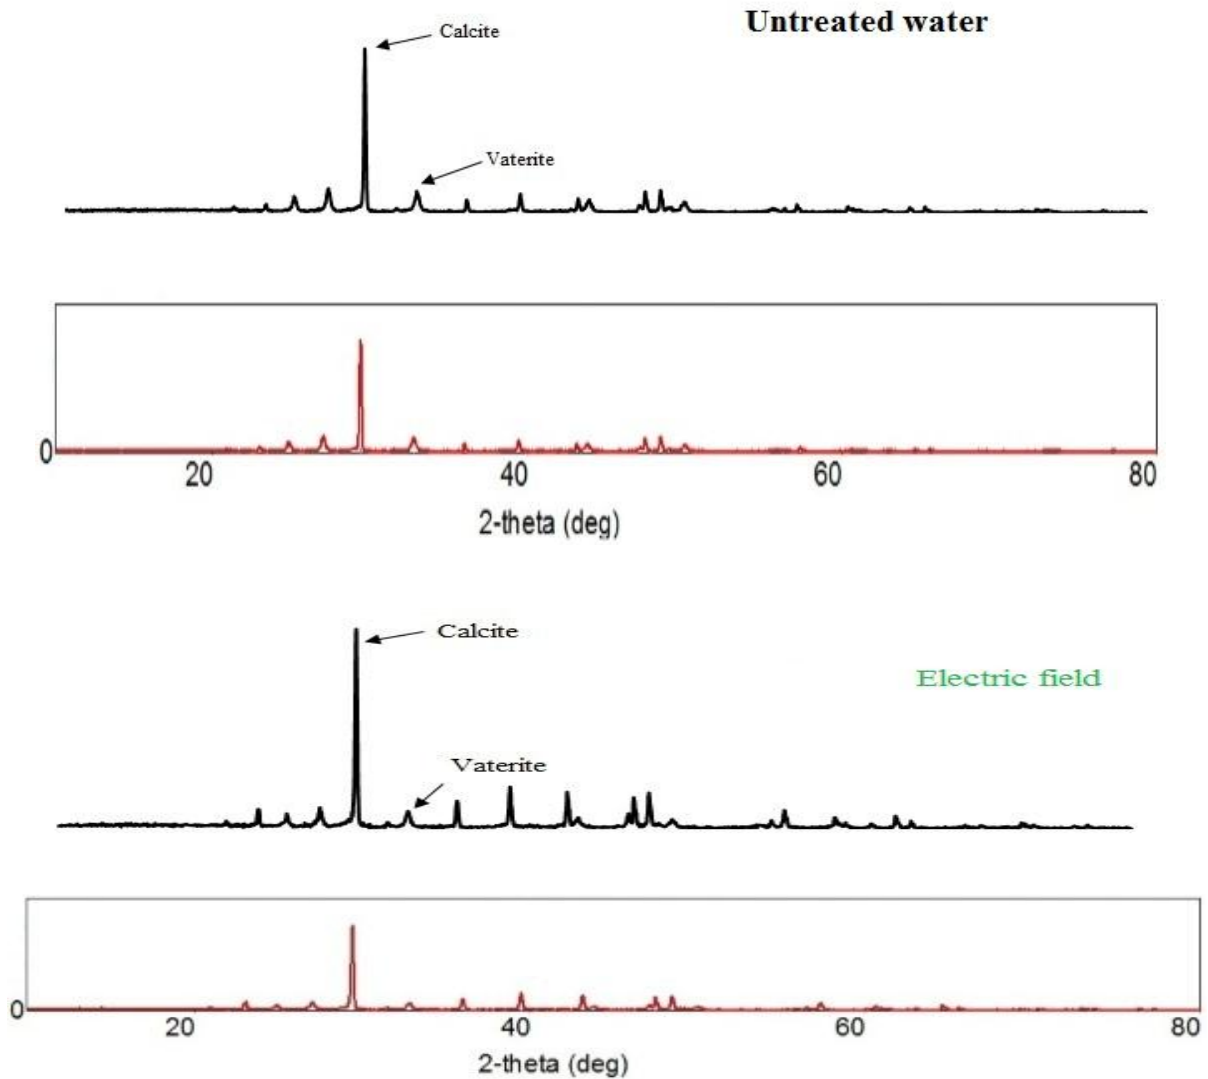 Untreated water
Calcite
Vaterite
0
20 40 60 80
2-theta (deg)
Calcite
Electric field
Vaterite
0
20 40 60 80
2-theta (deg)